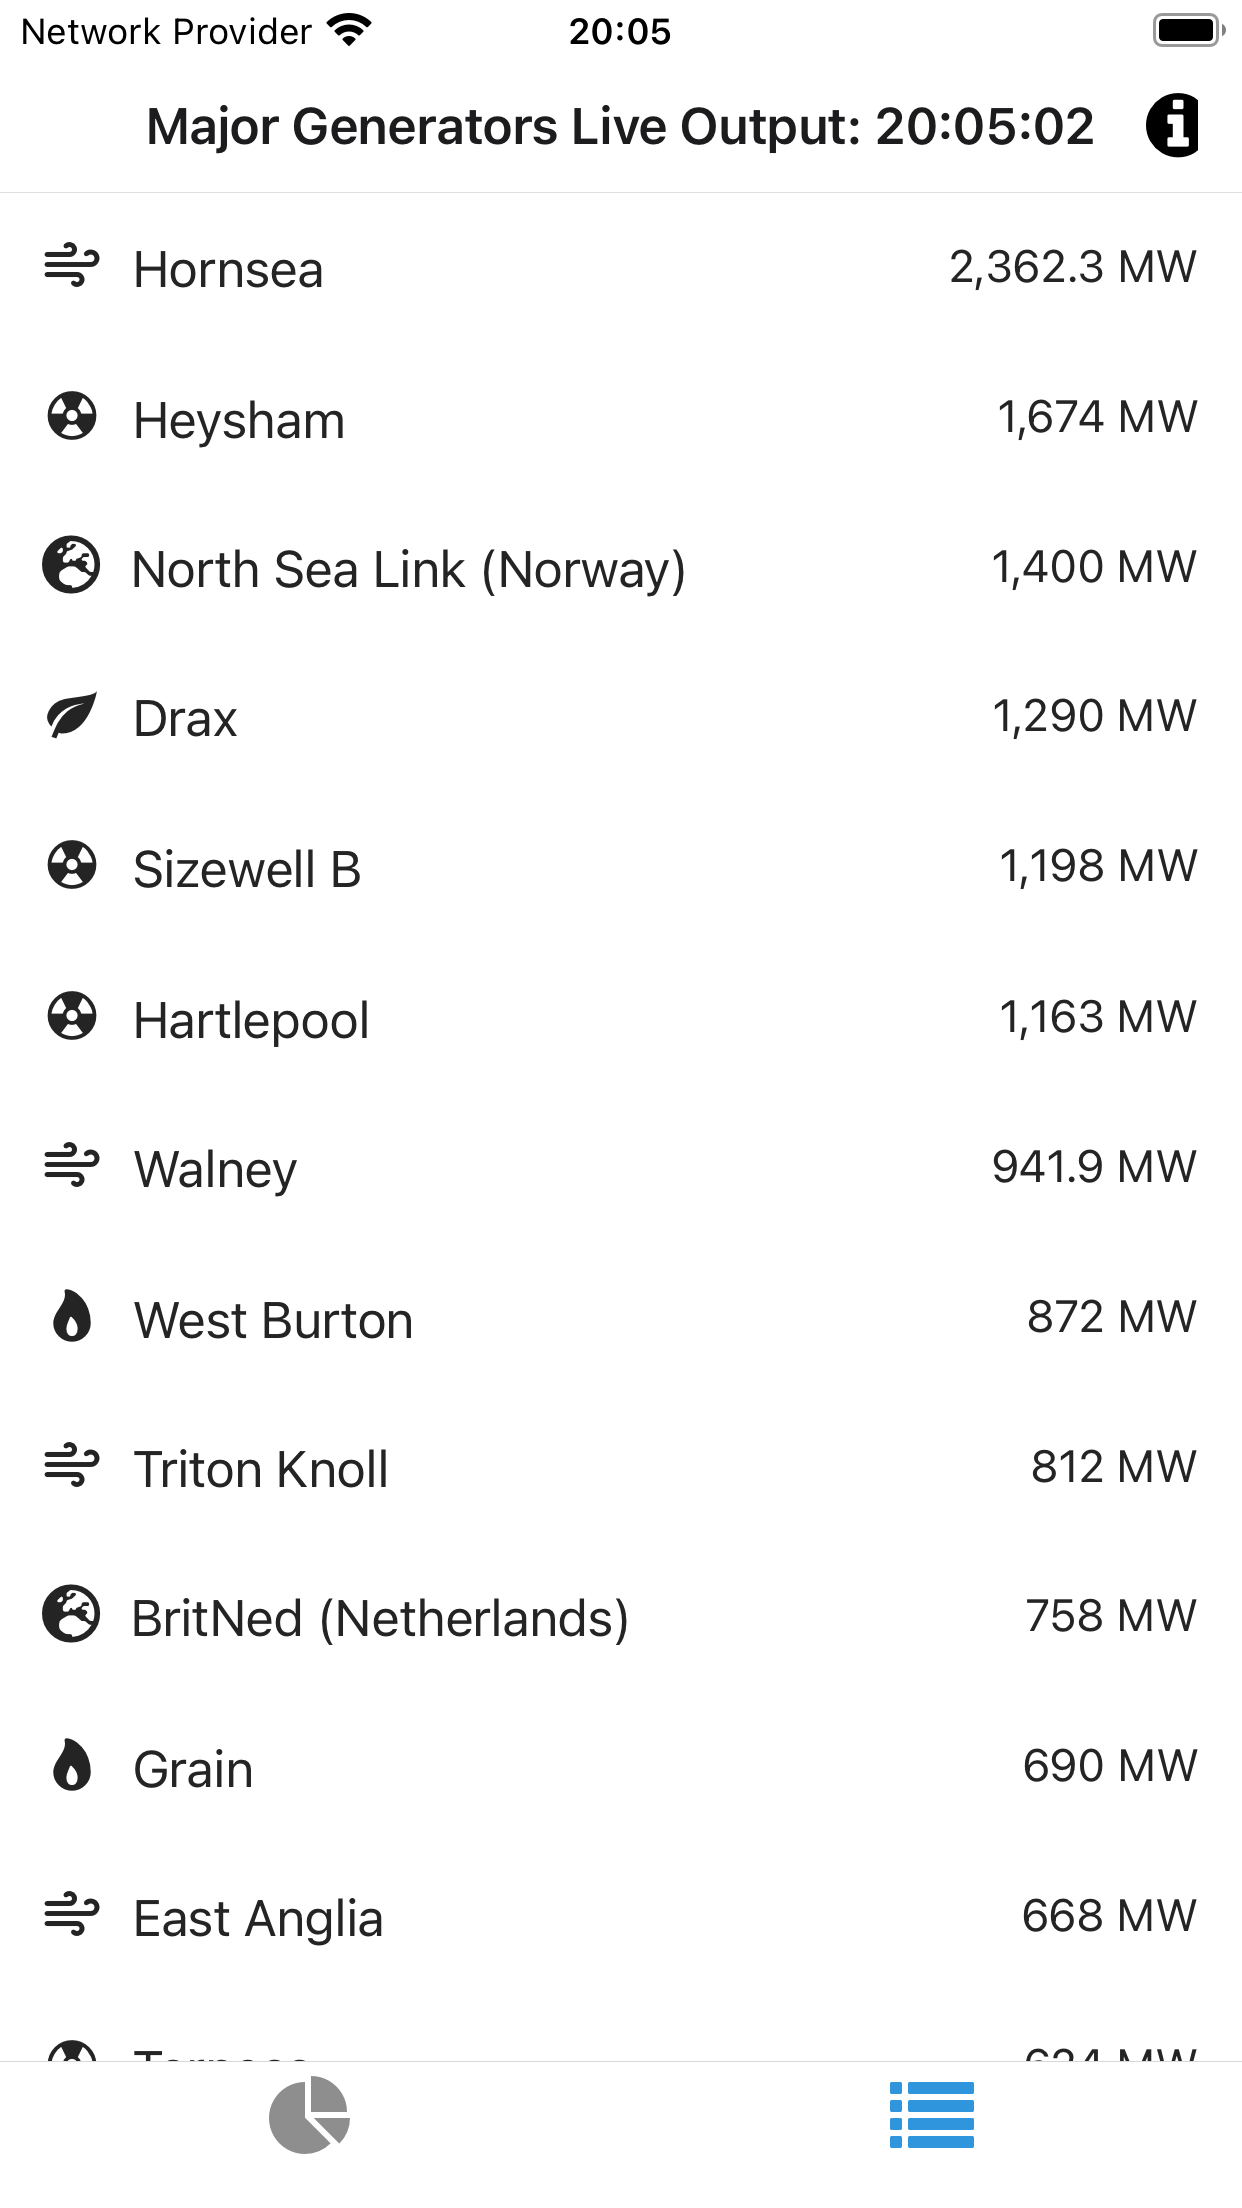 Network Provider 20:05
Major Generators Live Output: 20:05:02
Hornsea 2,362.3 MW
Heysham 1,674 MW
North Sea Link (Norway) 1,400 MW
Drax 1,290 MW
Sizewell B 1,198 MW
Hartlepool 1,163 MW
Walney 941.9 MW
West Burton 872 MW
Triton Knoll 812 MW
BritNed (Netherlands) 758 MW
Grain 690 MW
East Anglia 668 MW